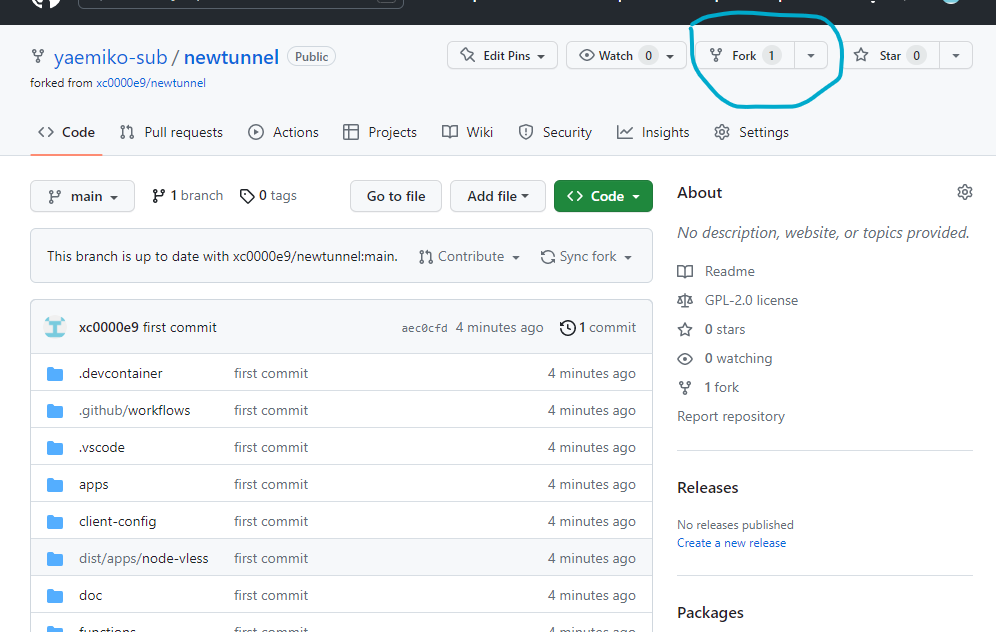 yaemiko-sub / newtunnel Public
Edit Pins Watch 0 Fork 1 Star 0
forked from xc0000e9/newtunnel
Code Pull requests Actions Projects Wiki Security Insights Settings
main 1 branch 0 tags Go to file Add file Code
This branch is up to date with xc0000e9/newtunnel:main. Contribute Sync fork
xc0000e9 first commit aec0cfd 4 minutes ago 1 commit
.devcontainer first commit 4 minutes ago
.github/workflows first commit 4 minutes ago
.vscode first commit 4 minutes ago
apps first commit 4 minutes ago
client-config first commit 4 minutes ago
dist/apps/node-vless first commit 4 minutes ago
doc first commit 4 minutes ago
functions first commit 4 minutes ago
About
No description, website, or topics provided.
Readme
GPL-2.0 license
0 stars
0 watching
1 fork
Report repository
Releases
No releases published
Create a new release
Packages